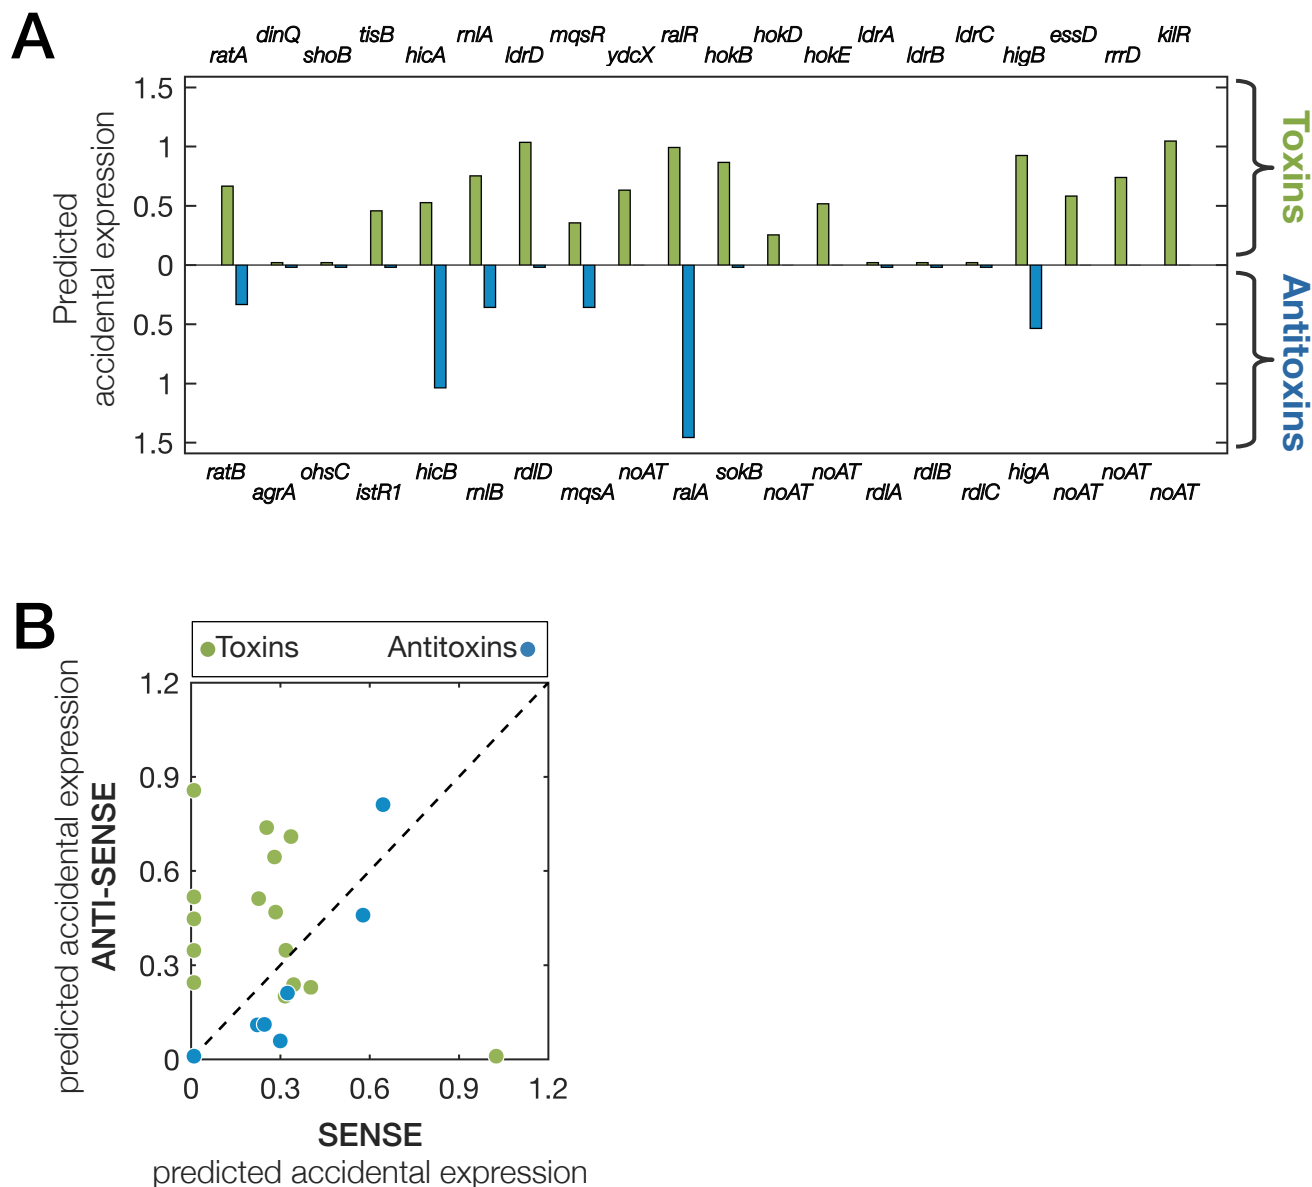 A
dinQ tisB rnlA mqsR ralR hokD ldrA ldrC essD kilR
ratA shoB hicA ldrD ydcX hokB hokE ldrB higB rrrD
1.5
1
0.5
0
0.5
1
1.5
Predicted
accidental expression
Toxins
Antitoxins
ratB ohsC hicB rdlD noAT sokB noAT rdlB higA noAT
agrA istR1 rnlB mqsA ralA noAT rdlA rdlC noAT noAT
B
Toxins Antitoxins
1.2
0.9
0.6
0.3
0
predicted accidental expression
ANTI-SENSE
0 0.3 0.6 0.9 1.2
SENSE
predicted accidental expression